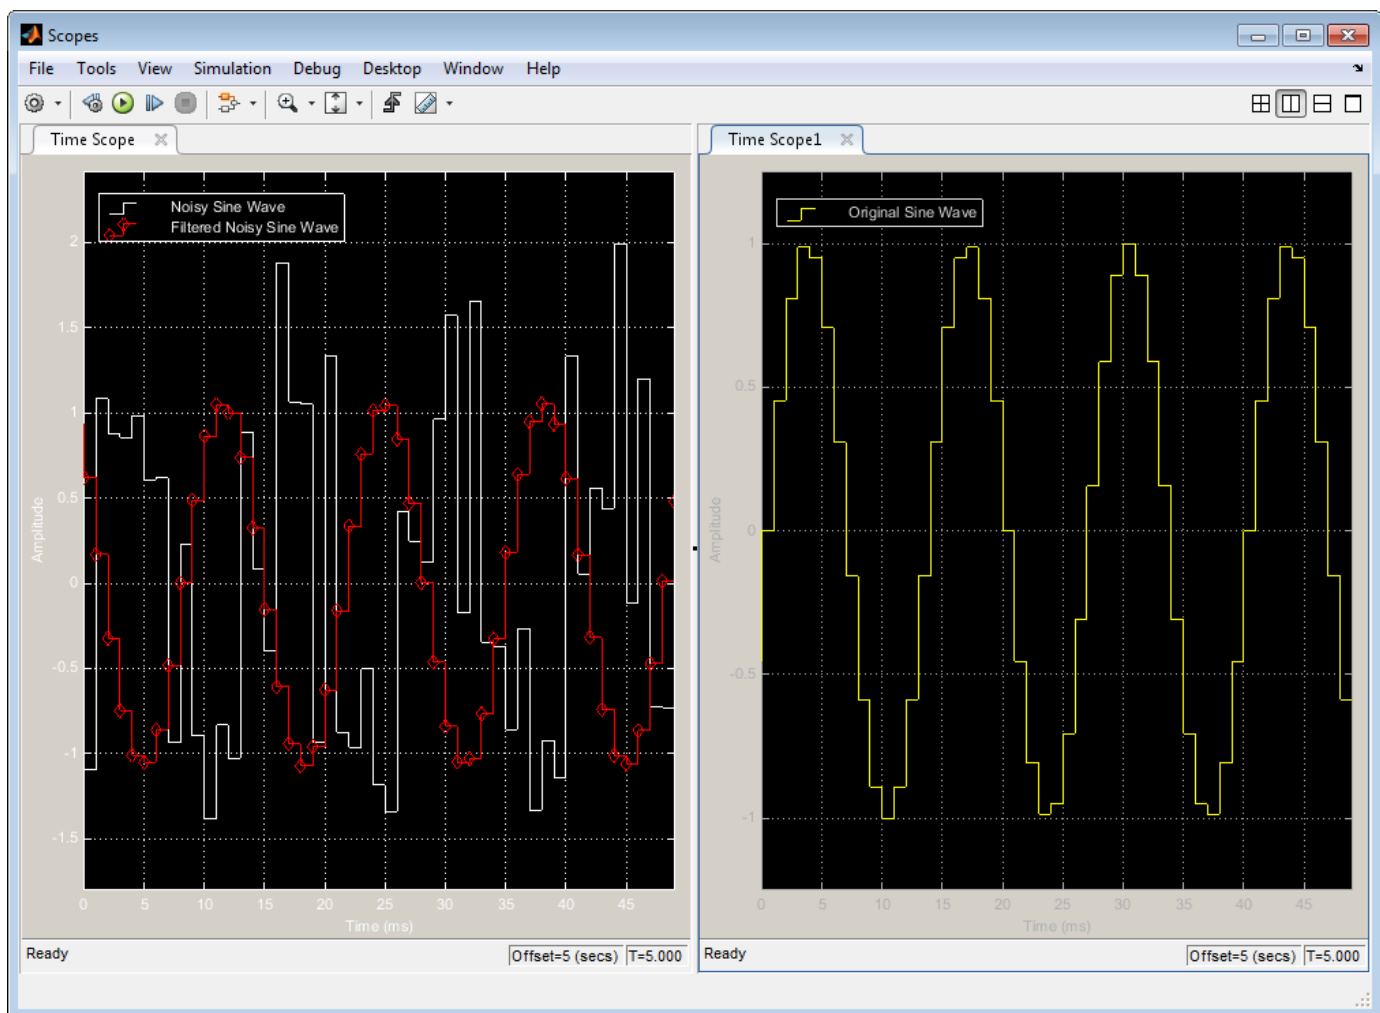 Scopes
File Tools View Simulation Debug Desktop Window Help
Time Scope
Noisy Sine Wave
Filtered Noisy Sine Wave
2
1.5
1
0.5
0
-0.5
-1
-1.5
Amplitude
0 5 10 15 20 25 30 35 40 45
Time (ms)
Ready
Offset=5 (secs) T=5.000
Time Scope1
Original Sine Wave
1
0.5
0
-0.5
-1
Amplitude
0 5 10 15 20 25 30 35 40 45
Time (ms)
Ready
Offset=5 (secs) T=5.000